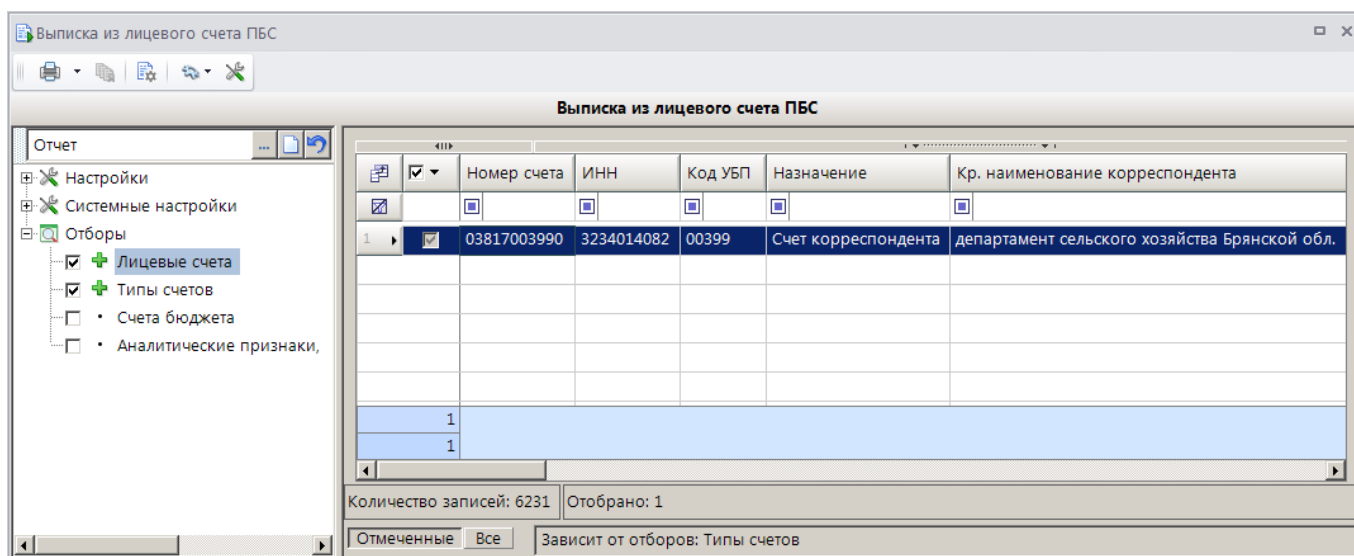 Выписка из лицевого счета ПБС
Выписка из лицевого счета ПБС
Отчет ...
Настройки
Системные настройки
Отборы
Лицевые счета
Типы счетов
Счета бюджета
Аналитические признаки,
Номер счета ИНН Код УБП Назначение Кр. наименование корреспондента
1 03817003990 3234014082 00399 Счет корреспондента департамент сельского хозяйства Брянской обл.
1
1
Количество записей: 6231 Отобрано: 1
Отмеченные Все Зависит от отборов: Типы счетов